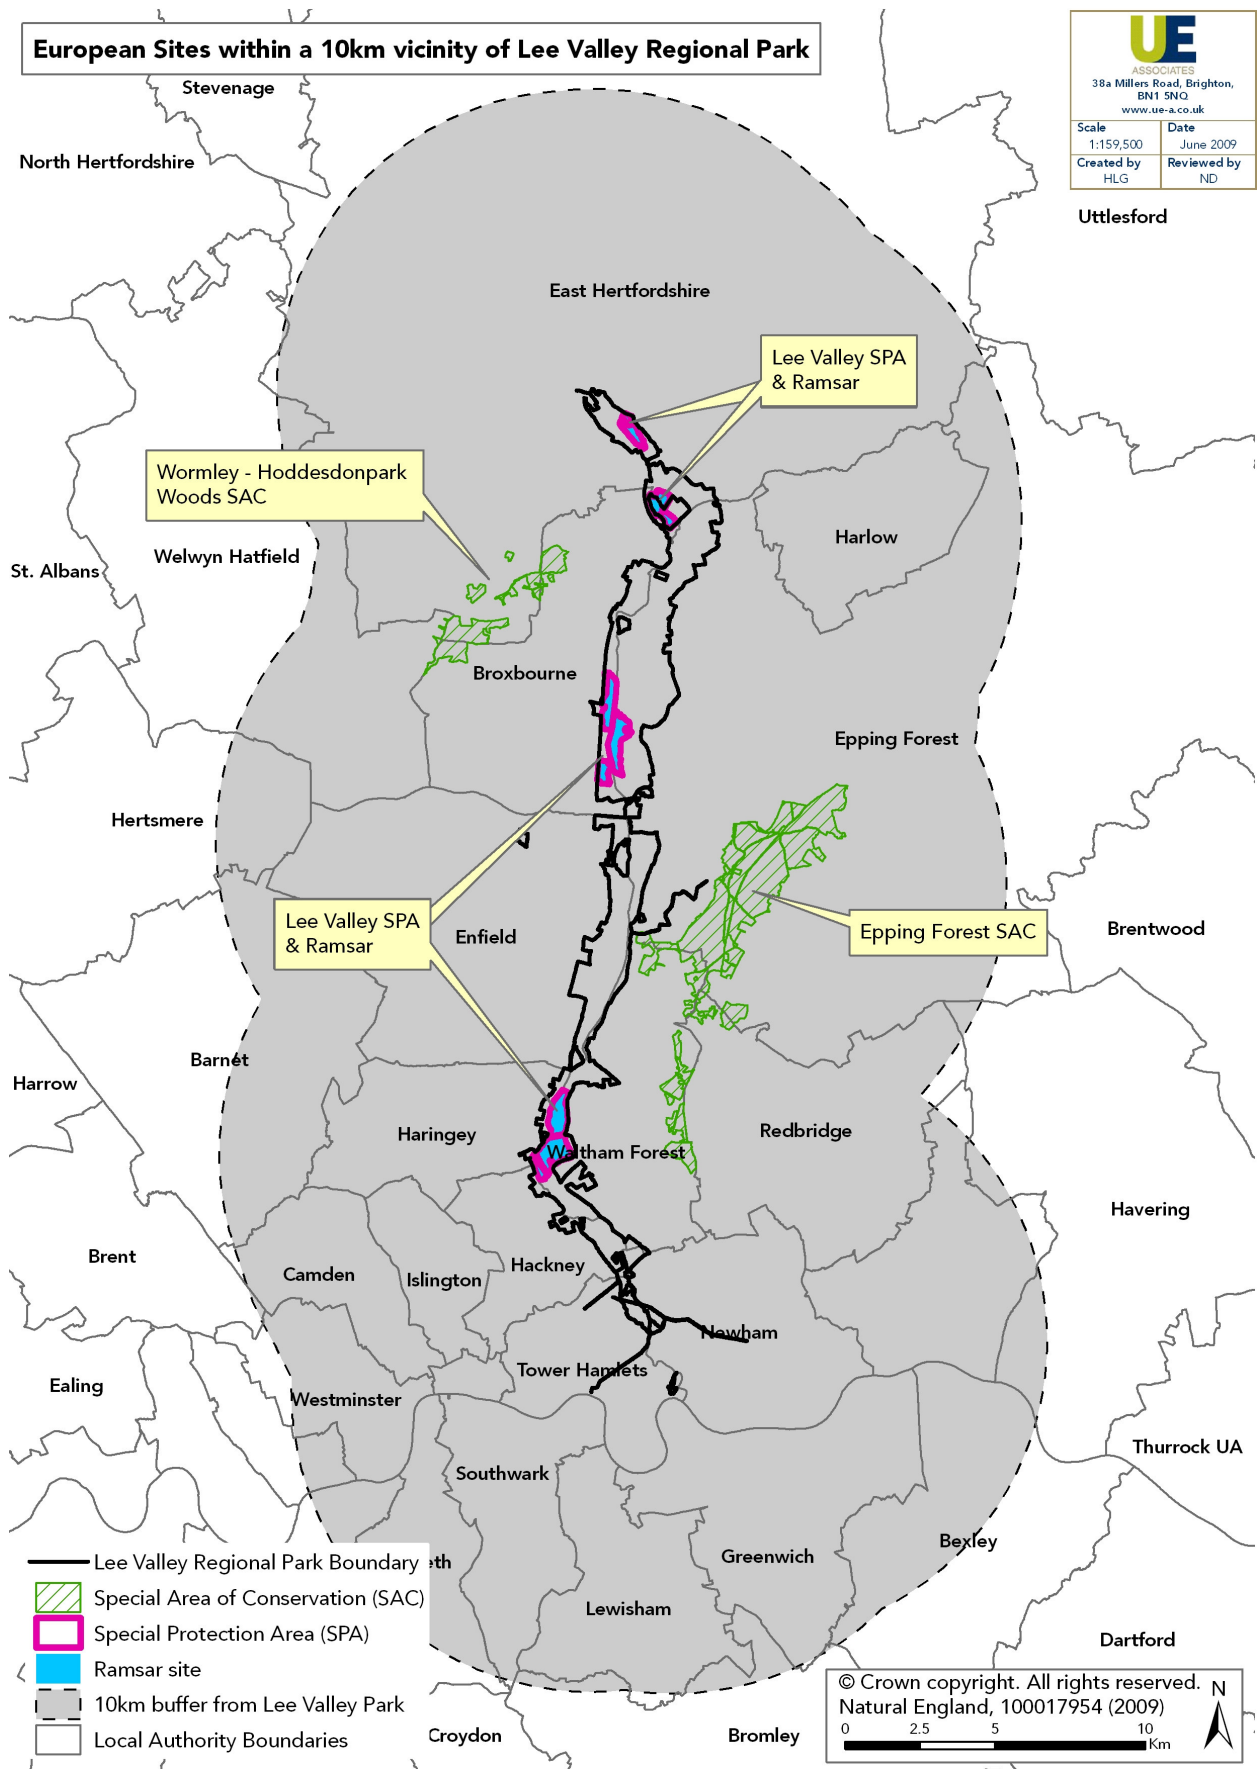 European Sites within a 10km vicinity of Lee Valley Regional Park
UE
ASSOCIATES
38a Millers Road, Brighton,
BN1 5NQ
www.ue-a.co.uk
Scale
1:159,500
Date
June 2009
Created by
HLG
Reviewed by
ND
Stevenage
North Hertfordshire
Uttlesford
East Hertfordshire
Lee Valley SPA
& Ramsar
Wormley - Hoddesdonpark
Woods SAC
Harlow
Welwyn Hatfield
St. Albans
Broxbourne
Epping Forest
Hertsmere
Lee Valley SPA
& Ramsar
Enfield
Epping Forest SAC
Brentwood
Barnet
Harrow
Haringey
Redbridge
Waltham Forest
Havering
Brent
Camden
Islington
Hackney
Newham
Tower Hamlets
Ealing
Westminster
Thurrock UA
Southwark
Bexley
Greenwich
eth
Lewisham
Dartford
Croydon
Bromley
Lee Valley Regional Park Boundary
Special Area of Conservation (SAC)
Special Protection Area (SPA)
Ramsar site
10km buffer from Lee Valley Park
Local Authority Boundaries
© Crown copyright. All rights reserved.
Natural England, 100017954 (2009)
N
0 2.5 5 10
Km